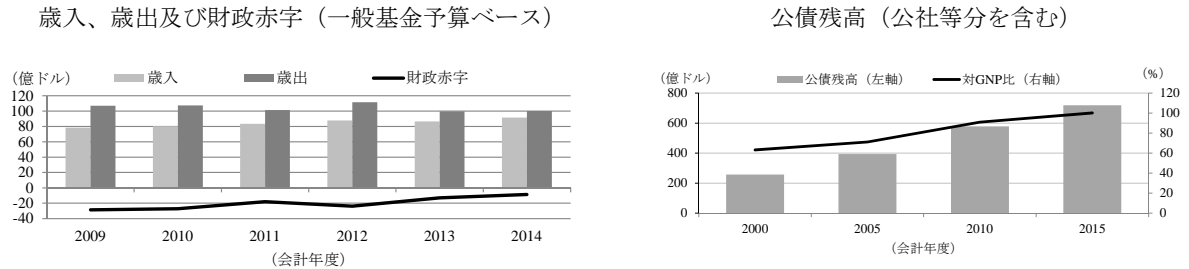 歳入、歳出及び財政赤字（一般基金予算ベース）
（億ドル）
歳入
歳出
財政赤字
120
100
80
60
40
20
0
-20
-40
2009
2010
2011
2012
2013
2014
（会計年度）
公債残高（公社等分を含む）
（億ドル）
公債残高（左軸）
対GNP比（右軸）
（%）
800
600
400
200
0
120
100
80
60
40
20
0
2000
2005
2010
2015
（会計年度）